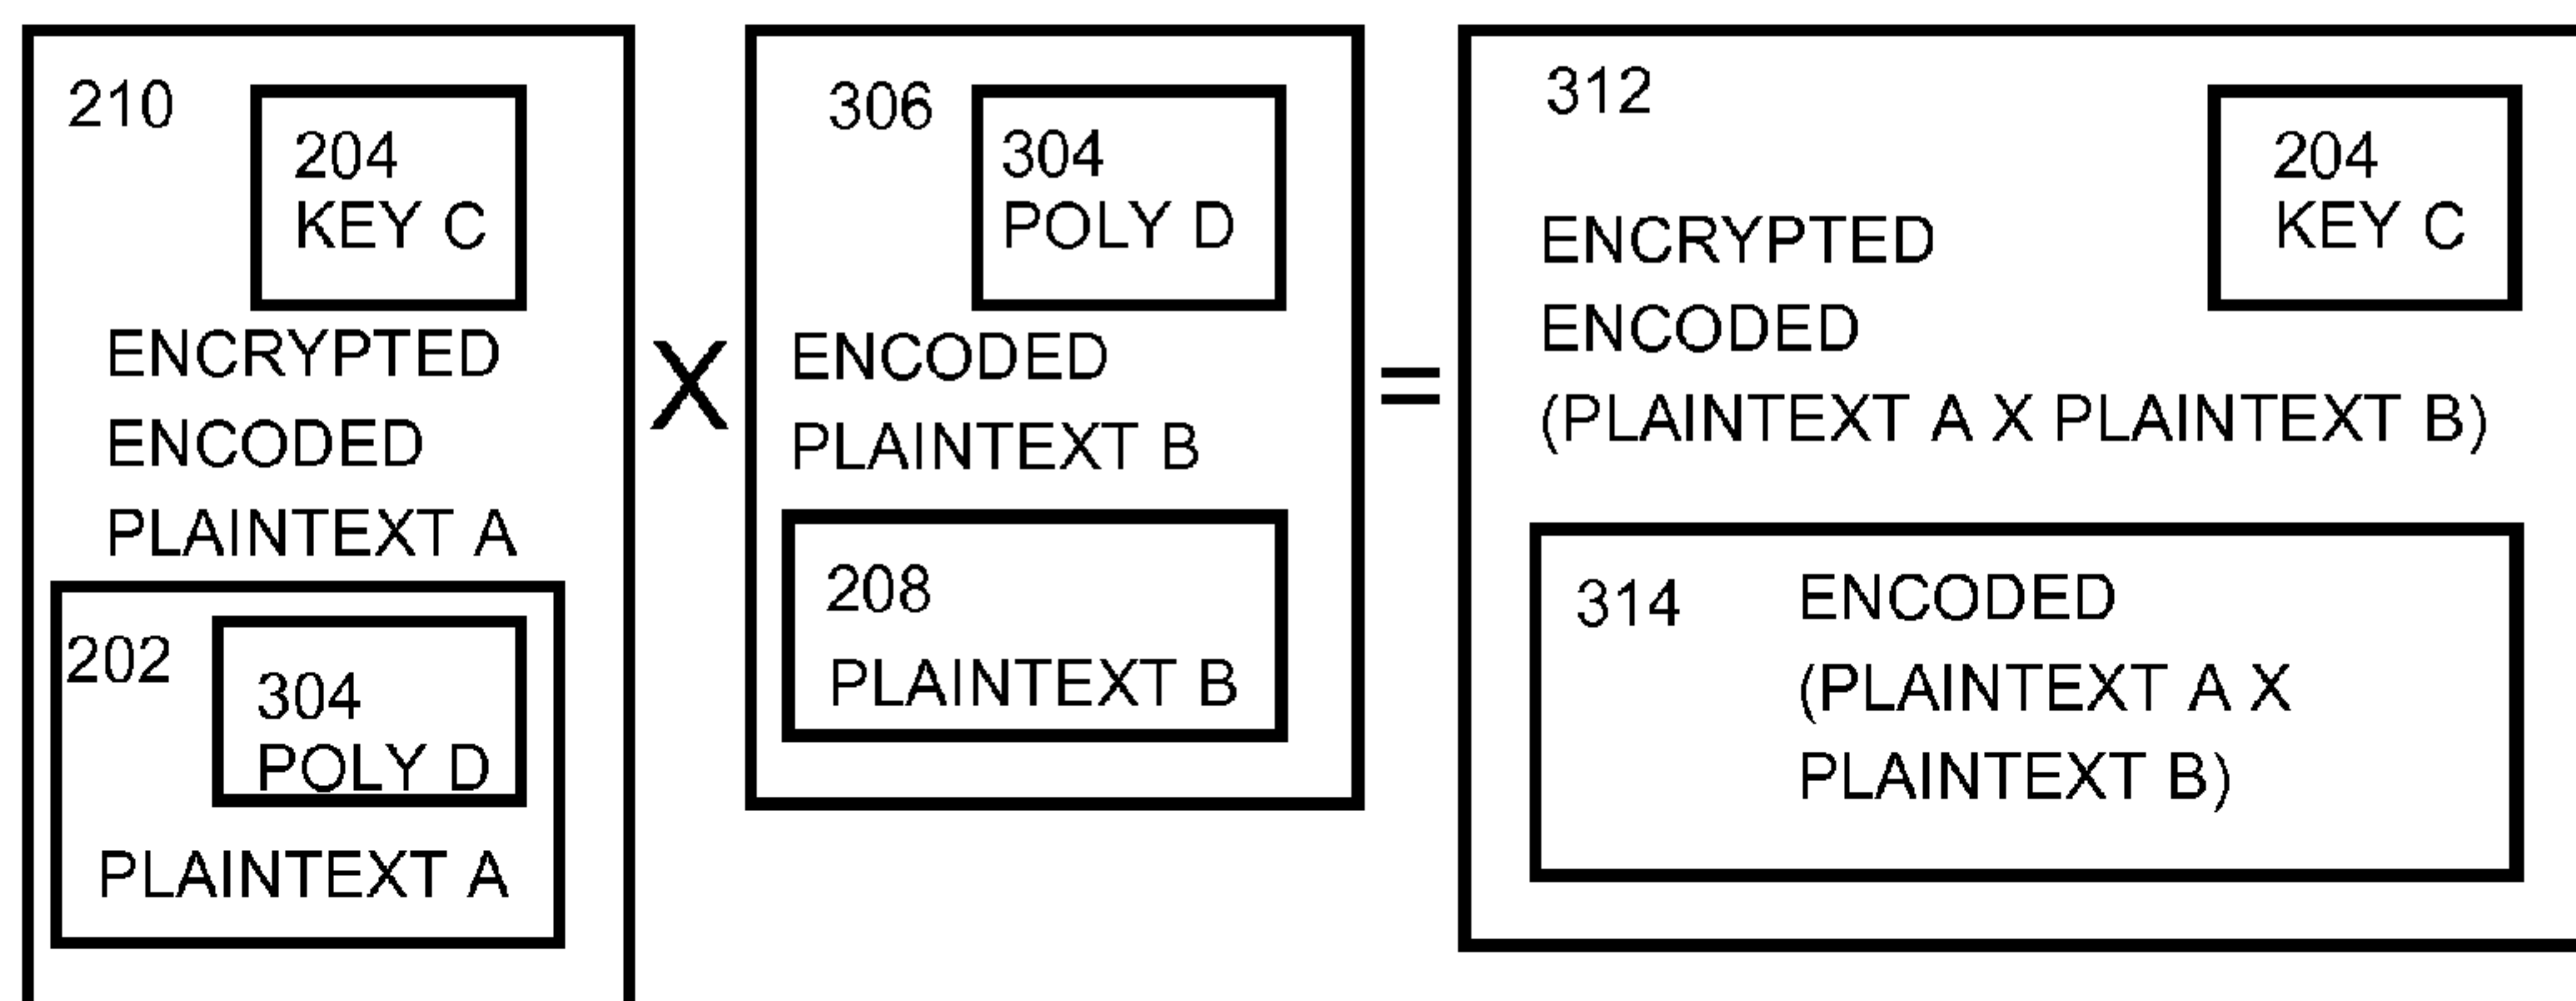 210
204
KEY C
ENCRYPTED
ENCODED
PLAINTEXT A
202
304
POLY D
PLAINTEXT A
X
306
304
POLY D
ENCODED
PLAINTEXT B
208
PLAINTEXT B
=
312
204
KEY C
ENCRYPTED
ENCODED
(PLAINTEXT A X PLAINTEXT B)
314
ENCODED
(PLAINTEXT A X
PLAINTEXT B)